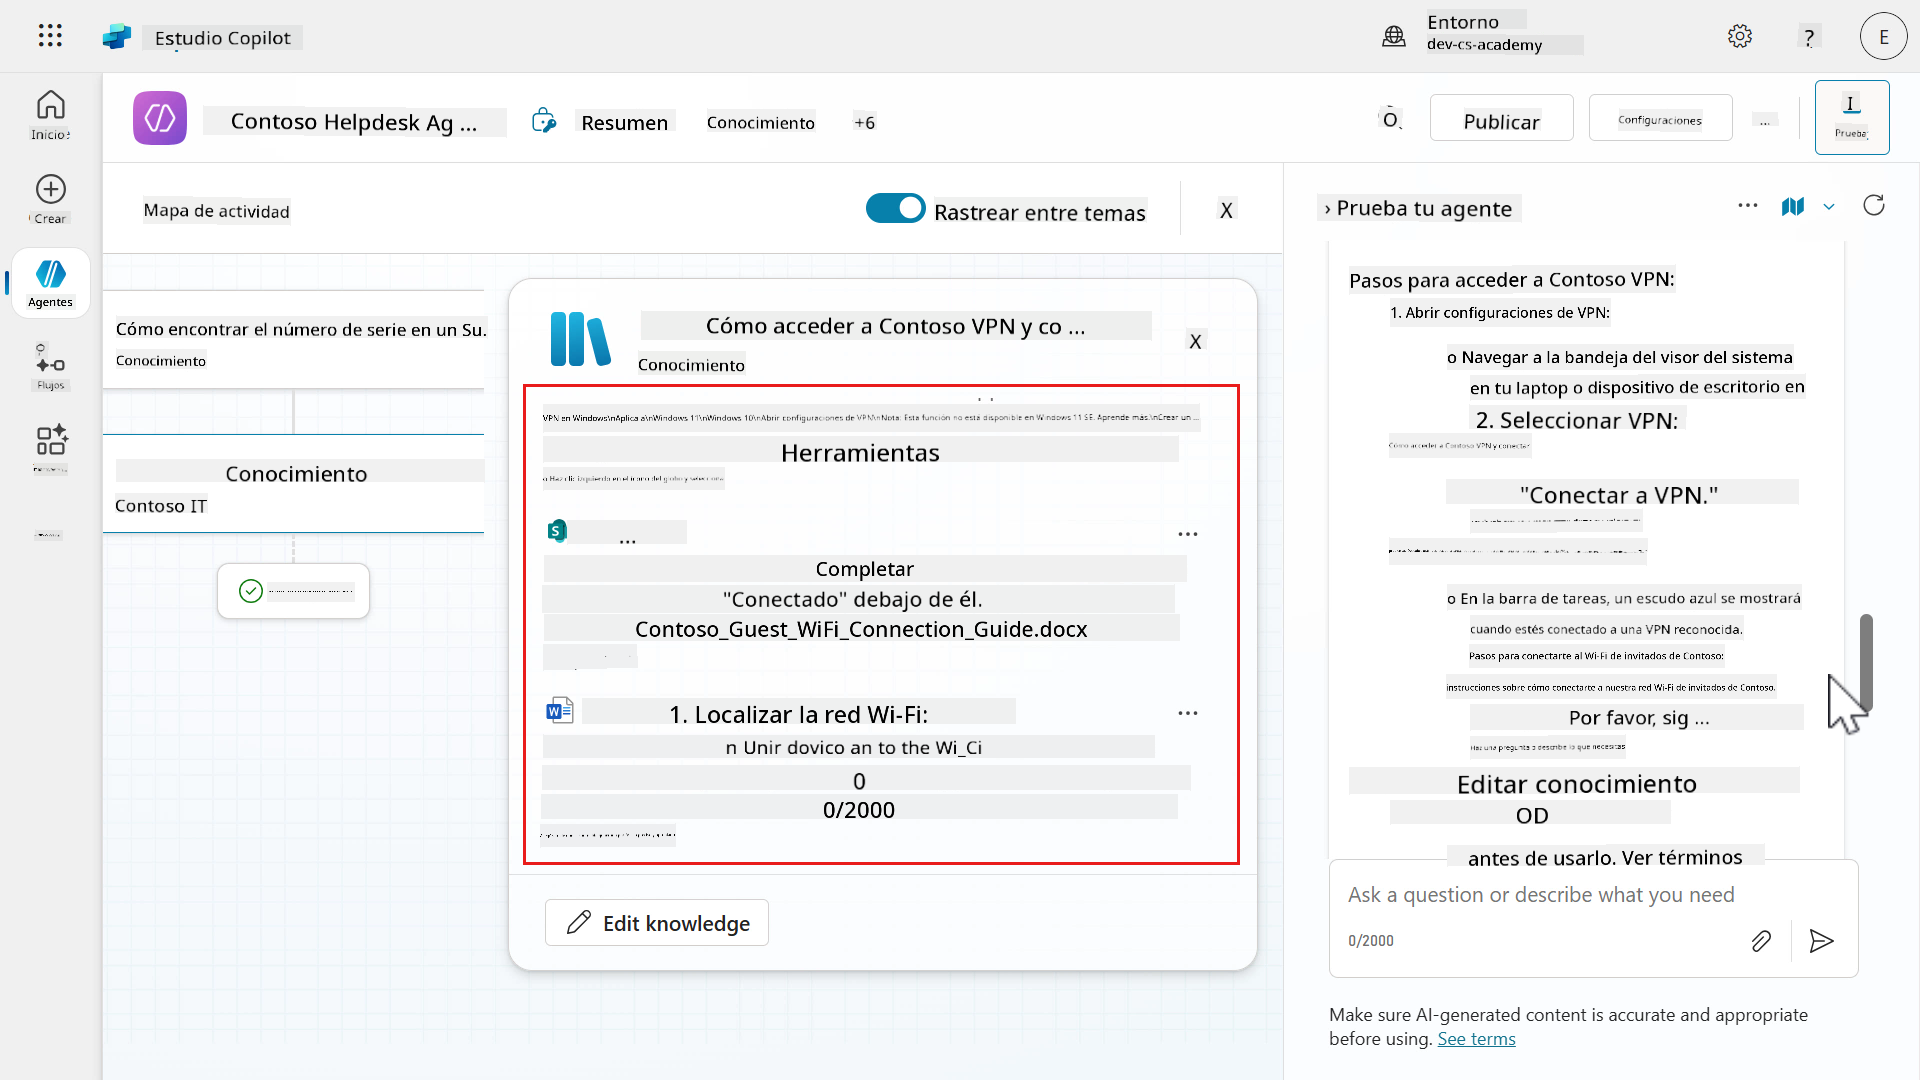 Estudio Copilot
Entorno
dev-cs-academy
?
E
Inicio
Crear
Agentes
Flujos
Contoso Helpdesk Ag ...
Resumen
Conocimiento
+6
Publicar
Configuraciones
...
Prueba
Mapa de actividad
Rastrear entre temas
X
Cómo encontrar el número de serie en un Su.
Conocimiento
Conocimiento
Contoso IT
Cómo acceder a Contoso VPN y co ...
Conocimiento
X
VPN en Windows\nAplica a\nWindows 11\nWindows 10\nAbrir configuraciones de VPN\nNota: Esta función no está disponible en Windows 11 SE. Aprende más.\nCrear un ...
Herramientas
o Haz clic izquierdo en el icono del globo y selecciona
...
Completar
"Conectado" debajo de él.
Contoso_Guest_WiFi_Connection_Guide.docx
1. Localizar la red Wi-Fi:
n Unir dovico an to the Wi_Ci
0
0/2000
Edit knowledge
› Prueba tu agente
Pasos para acceder a Contoso VPN:
1. Abrir configuraciones de VPN:
o Navegar a la bandeja del visor del sistema
en tu laptop o dispositivo de escritorio en
2. Seleccionar VPN:
Cómo acceder a Contoso VPN y conectar
"Conectar a VPN."
o En la barra de tareas, un escudo azul se mostrará
cuando estés conectado a una VPN reconocida.
Pasos para conectarte al Wi-Fi de invitados de Contoso:
instrucciones sobre cómo conectarte a nuestra red Wi-Fi de invitados de Contoso.
Por favor, sig ...
Haz una pregunta o describe lo que necesitas
Editar conocimiento
OD
antes de usarlo. Ver términos
Ask a question or describe what you need
0/2000
Make sure AI-generated content is accurate and appropriate
before using. See terms